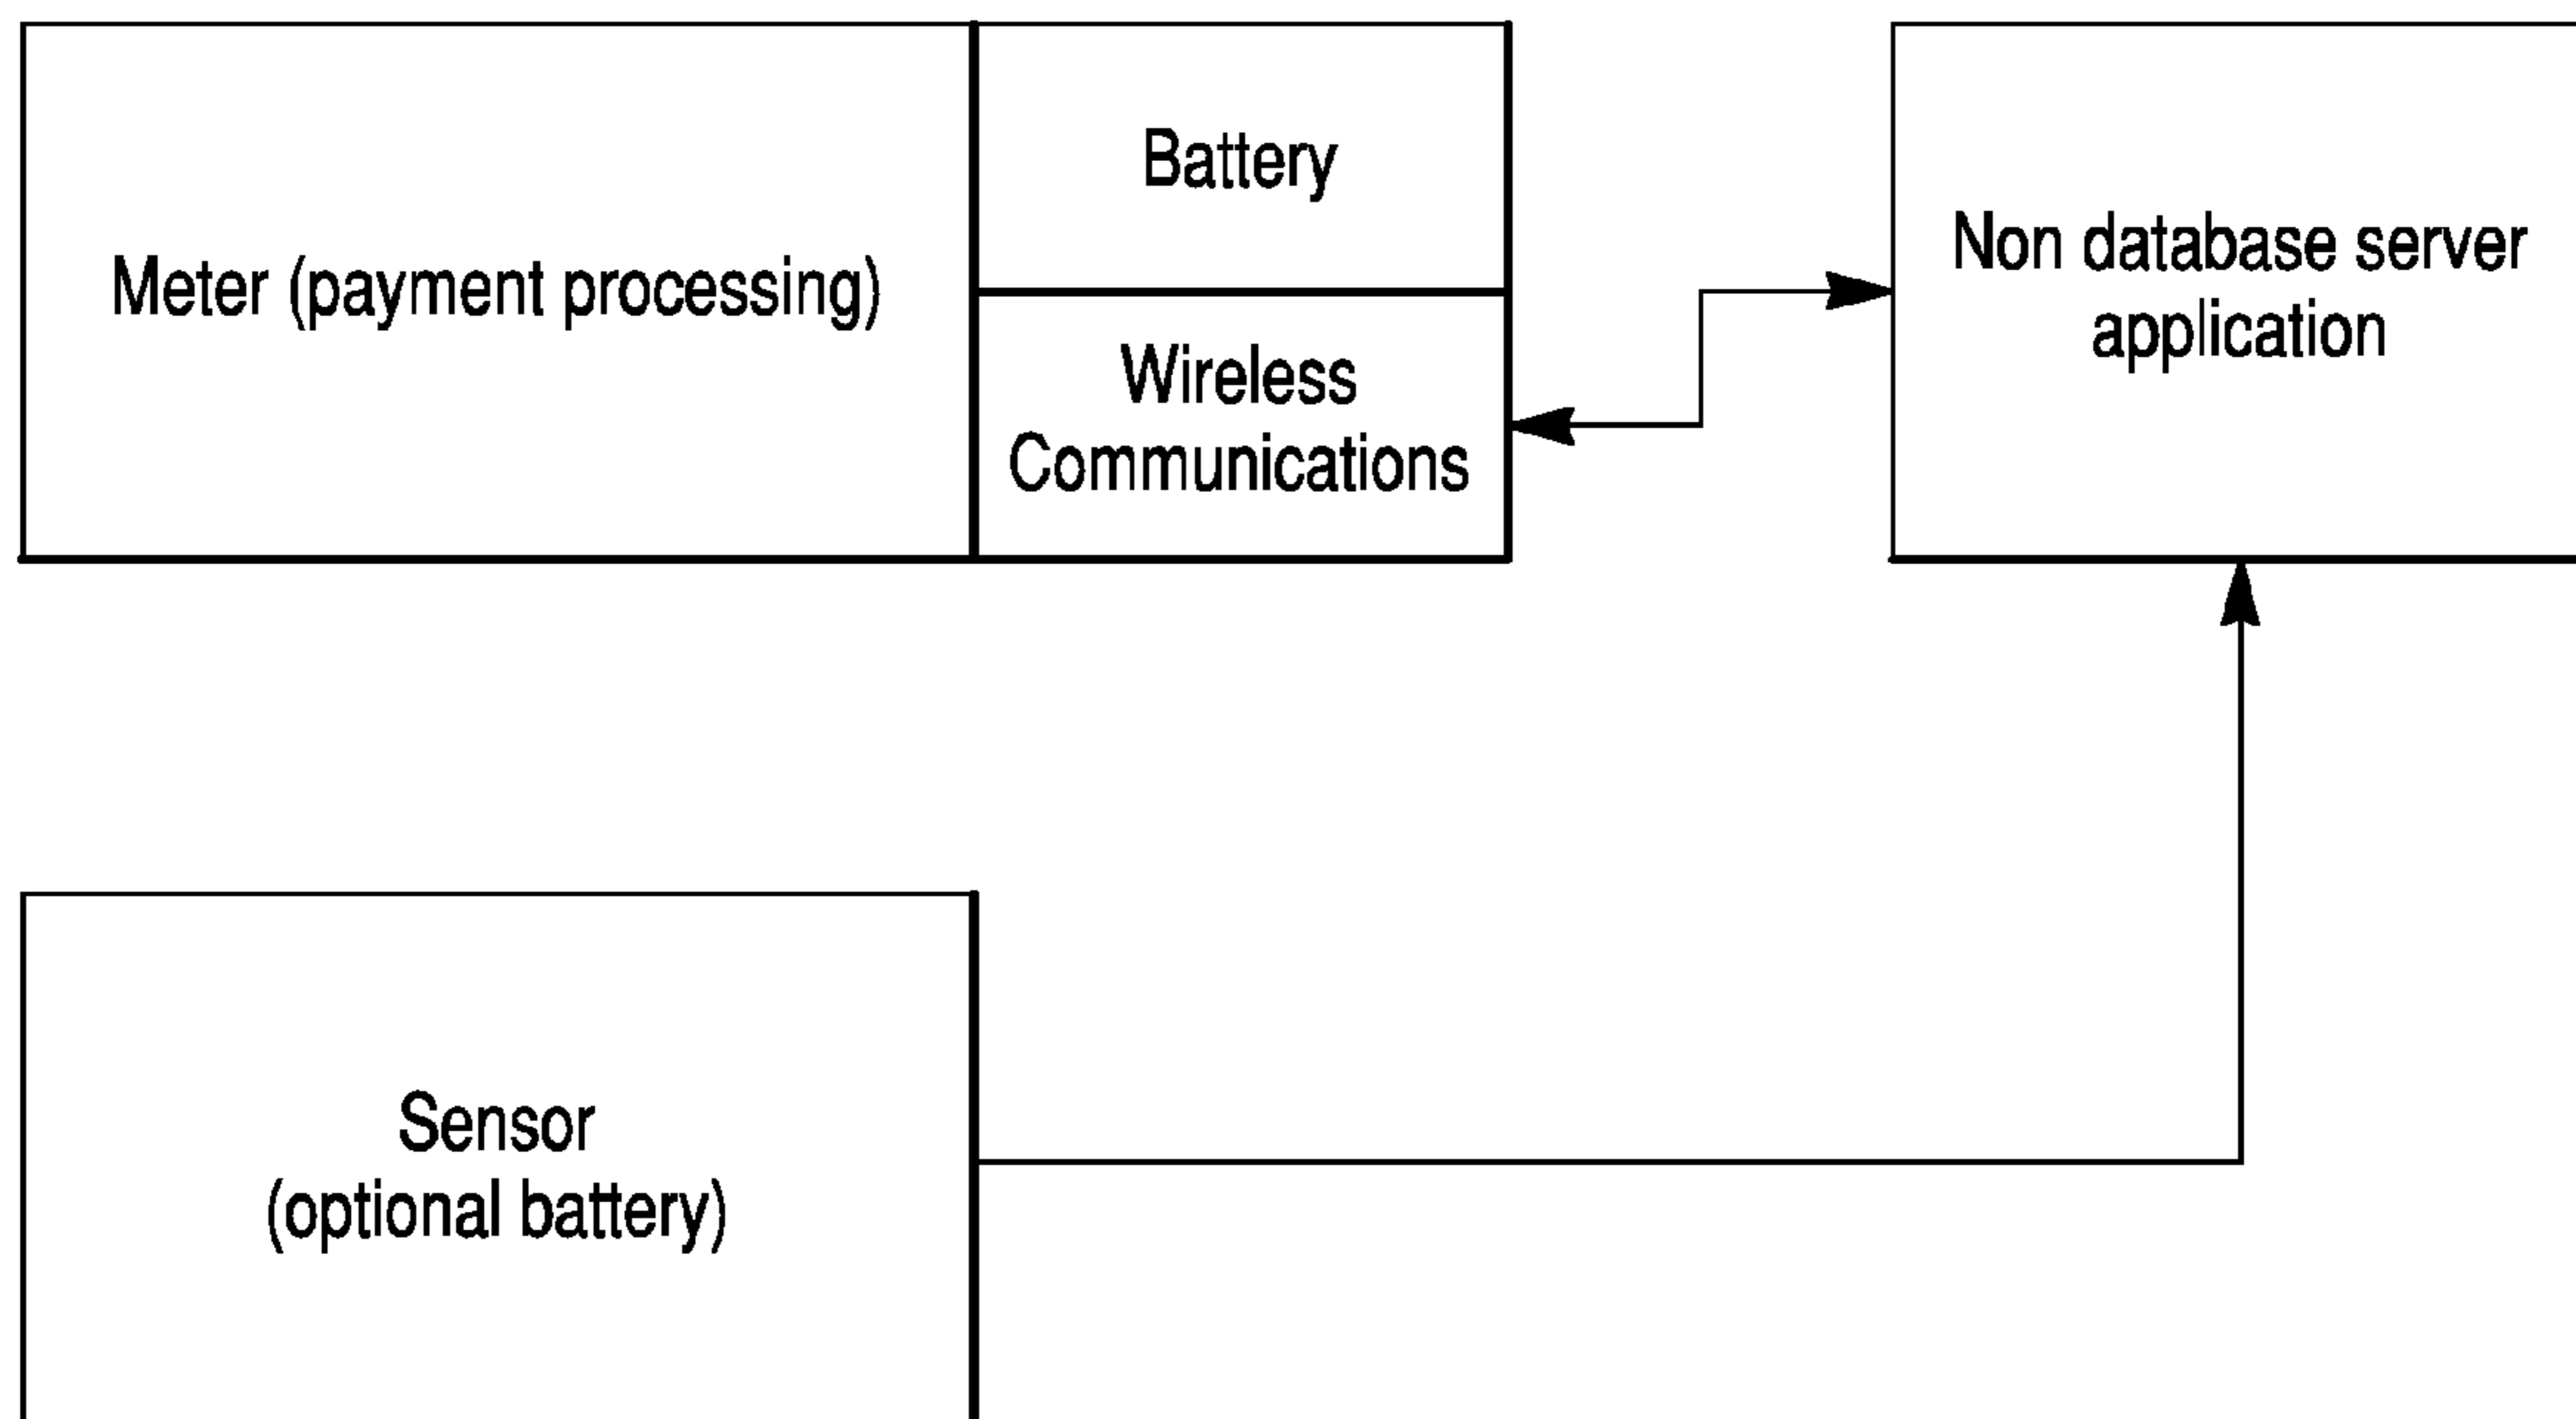 Battery
Meter (payment processing)
Wireless
Communications
Non database server
application
Sensor
(optional battery)